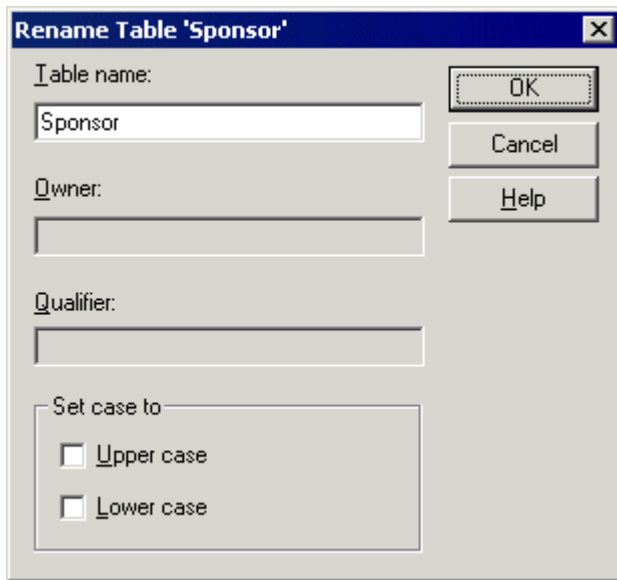 Rename Table 'Sponsor'
Table name:
Sponsor
OK
Cancel
Owner:
Help
Qualifier:
Set case to
Upper case
Lower case